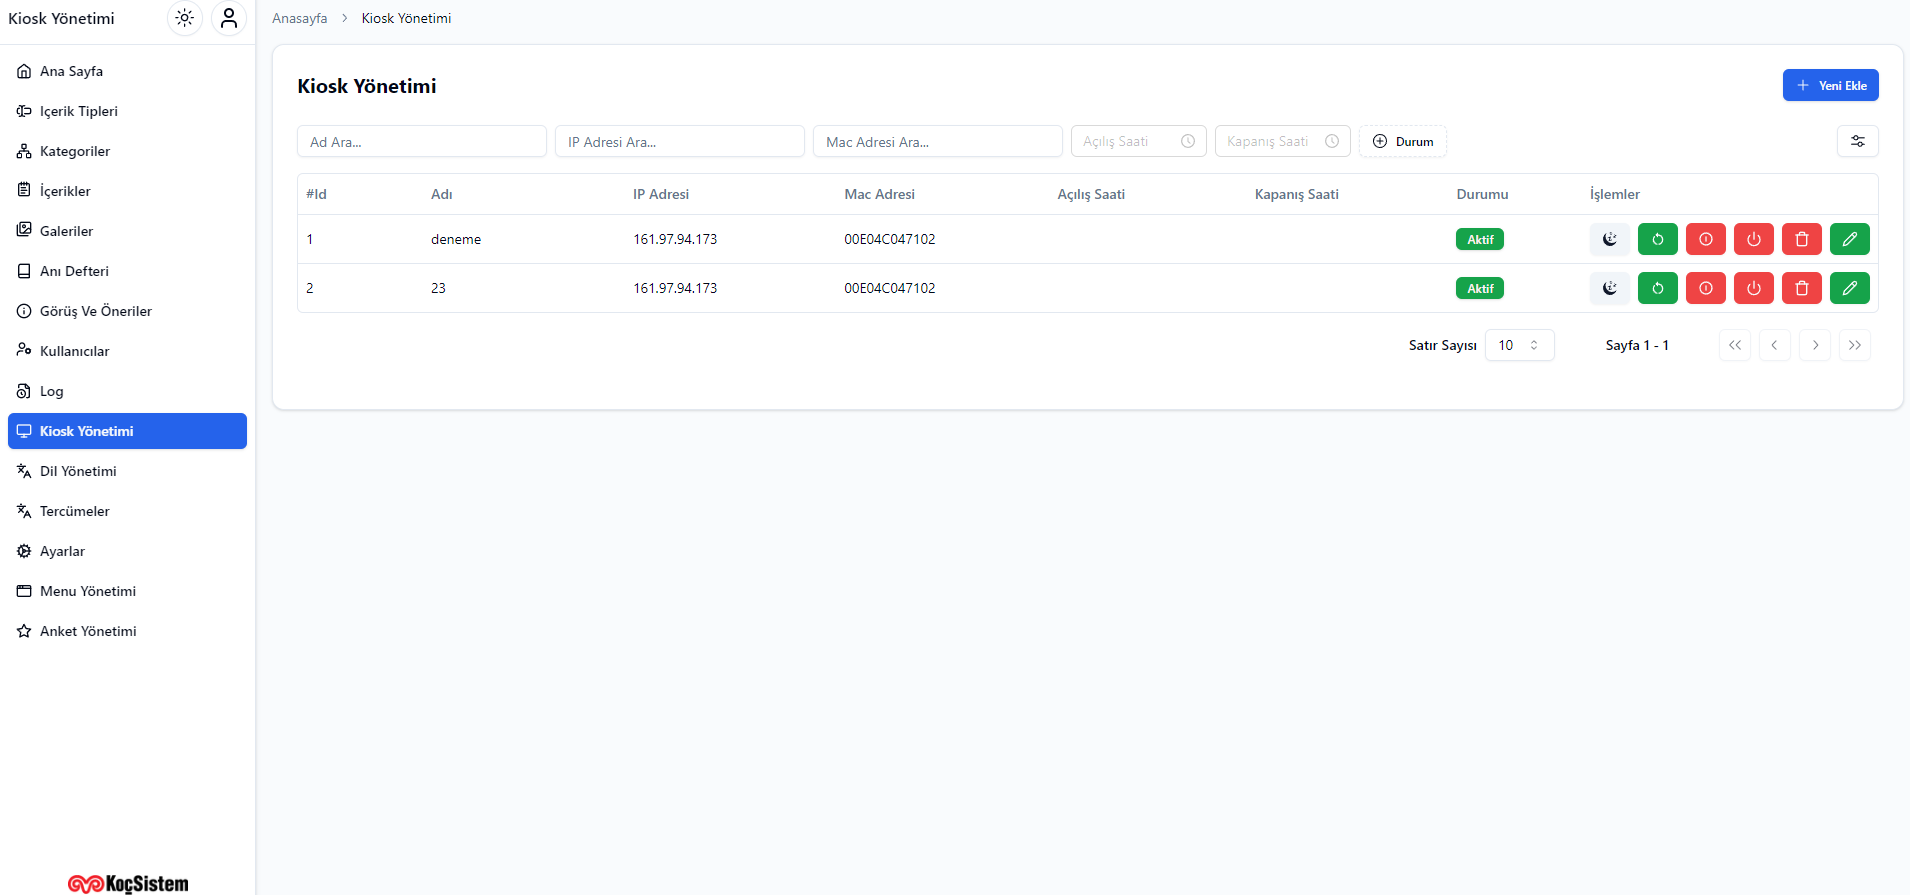 Kiosk Yönetimi
Ana Sayfa
Içerik Tipleri
Kategoriler
İçerikler
Galeriler
Anı Defteri
Görüş Ve Öneriler
Kullanıcılar
Log
Kiosk Yönetimi
Dil Yönetimi
Tercümeler
Ayarlar
Menu Yönetimi
Anket Yönetimi
KoçSistem
Anasayfa > Kiosk Yönetimi
Kiosk Yönetimi
Yeni Ekle
Ad Ara... IP Adresi Ara... Mac Adresi Ara... Açılış Saati Kapanış Saati Durum
#Id Adı IP Adresi Mac Adresi Açılış Saati Kapanış Saati Durumu İşlemler
1 deneme 161.97.94.173 00E04C047102 Aktif
2 23 161.97.94.173 00E04C047102 Aktif
Satır Sayısı 10 Sayfa 1 - 1